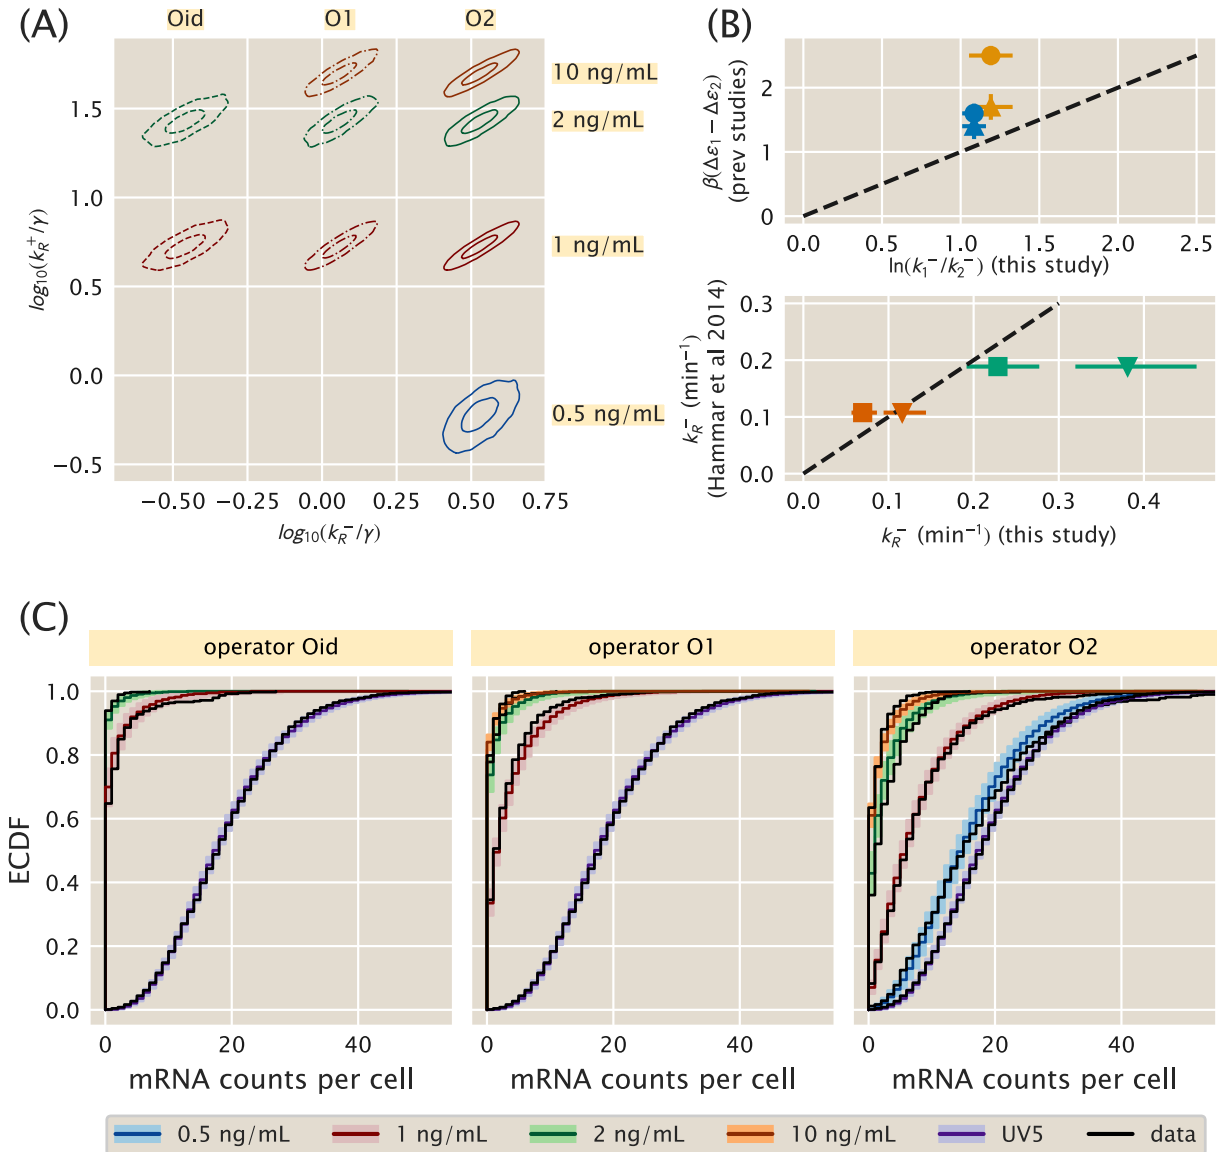 (A)
Oid
O1
O2
10 ng/mL
2 ng/mL
1 ng/mL
0.5 ng/mL
1.5
1.0
0.5
0.0
−0.5
log₁₀(k_R⁺/γ)
−0.50
−0.25
0.00
0.25
0.50
0.75
log₁₀(k_R⁻/γ)
(B)
β(Δε₁ − Δε₂)
(prev studies)
2
1
0
0.0
0.5
1.0
1.5
2.0
2.5
ln(k₁⁻/k₂⁻) (this study)
k_R⁻ (min⁻¹)
(Hammar et al 2014)
0.3
0.2
0.1
0.0
0.0
0.1
0.2
0.3
0.4
k_R⁻ (min⁻¹) (this study)
(C)
operator Oid
operator O1
operator O2
ECDF
1.0
0.8
0.6
0.4
0.2
0.0
0
20
40
0
20
40
0
20
40
mRNA counts per cell
mRNA counts per cell
mRNA counts per cell
0.5 ng/mL
1 ng/mL
2 ng/mL
10 ng/mL
UV5
data